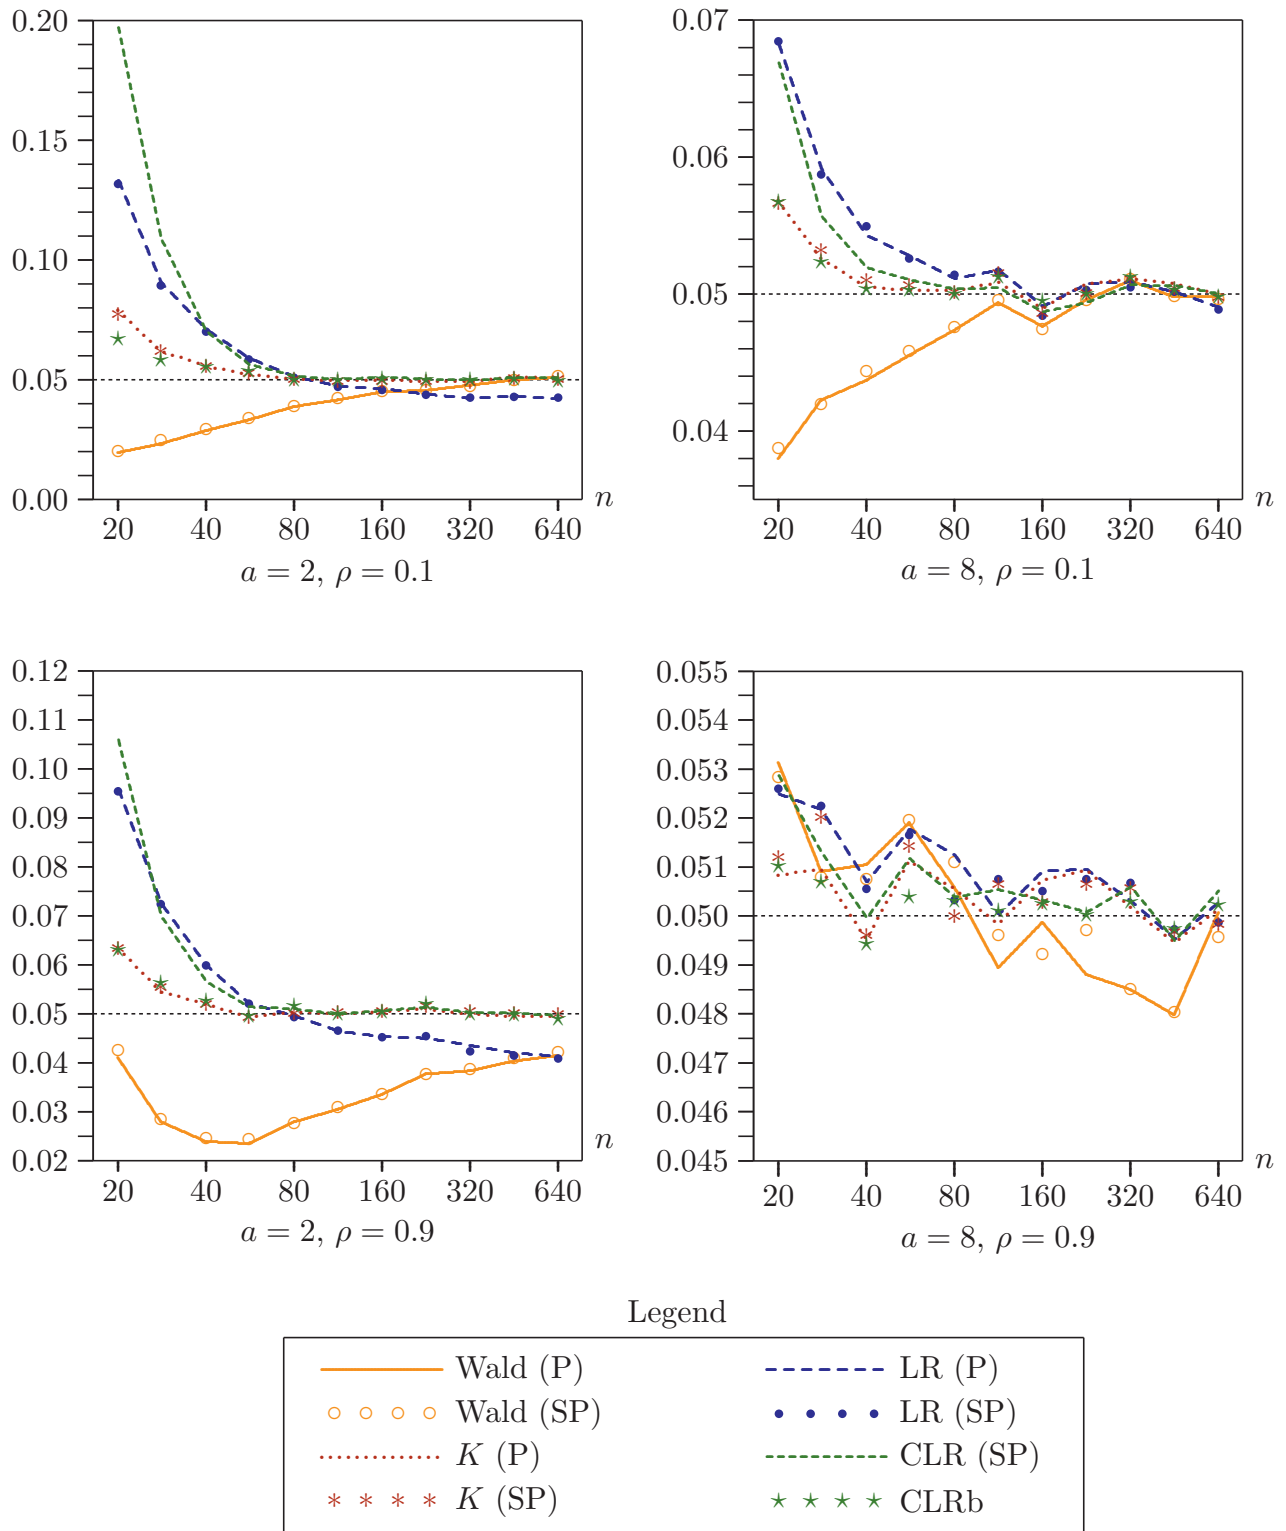 0.20
0.15
0.10
0.05
0.00
20 40 80 160 320 640
n
a = 2, ρ = 0.1
0.07
0.06
0.05
0.04
20 40 80 160 320 640
n
a = 8, ρ = 0.1
0.12
0.11
0.10
0.09
0.08
0.07
0.06
0.05
0.04
0.03
0.02
20 40 80 160 320 640
n
a = 2, ρ = 0.9
0.055
0.054
0.053
0.052
0.051
0.050
0.049
0.048
0.047
0.046
0.045
20 40 80 160 320 640
n
a = 8, ρ = 0.9
Legend
Wald (P)
Wald (SP)
K (P)
K (SP)
LR (P)
LR (SP)
CLR (SP)
CLRb